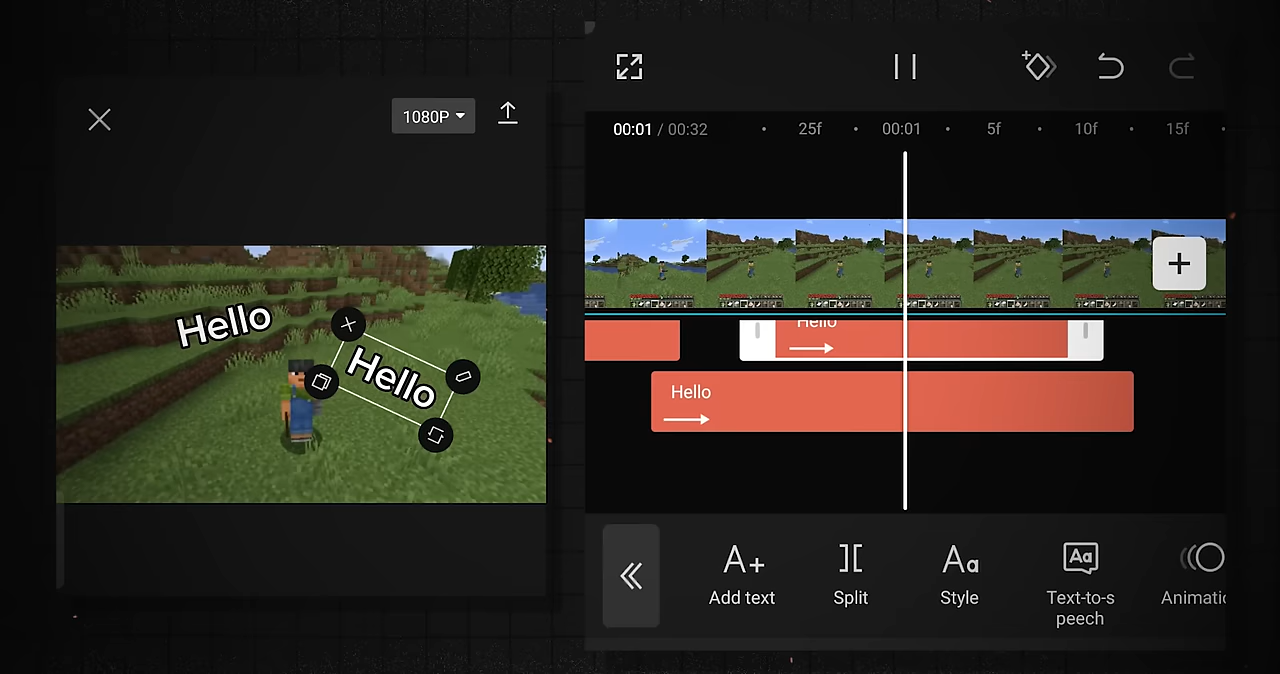 1080P
Hello
Hello
00:01 / 00:32
25f
00:01
5f
10f
15f
Hello
Hello
Add text
Split
Style
Text-to-s
peech
Animatic